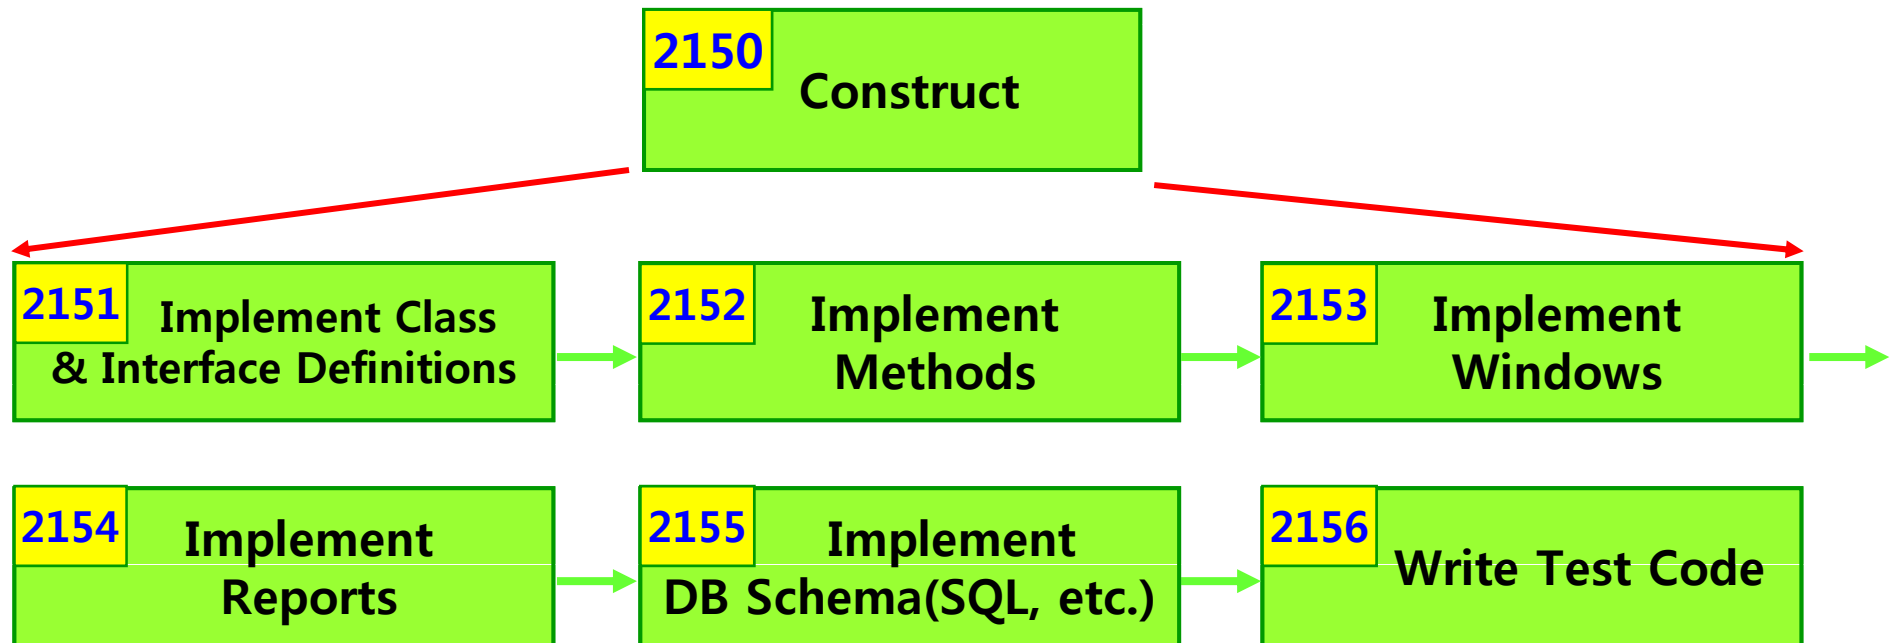 2150
Construct
2151
Implement Class
& Interface Definitions
2152
Implement
Methods
2153
Implement
Windows
2154
Implement
Reports
2155
Implement
DB Schema(SQL, etc.)
2156
Write Test Code